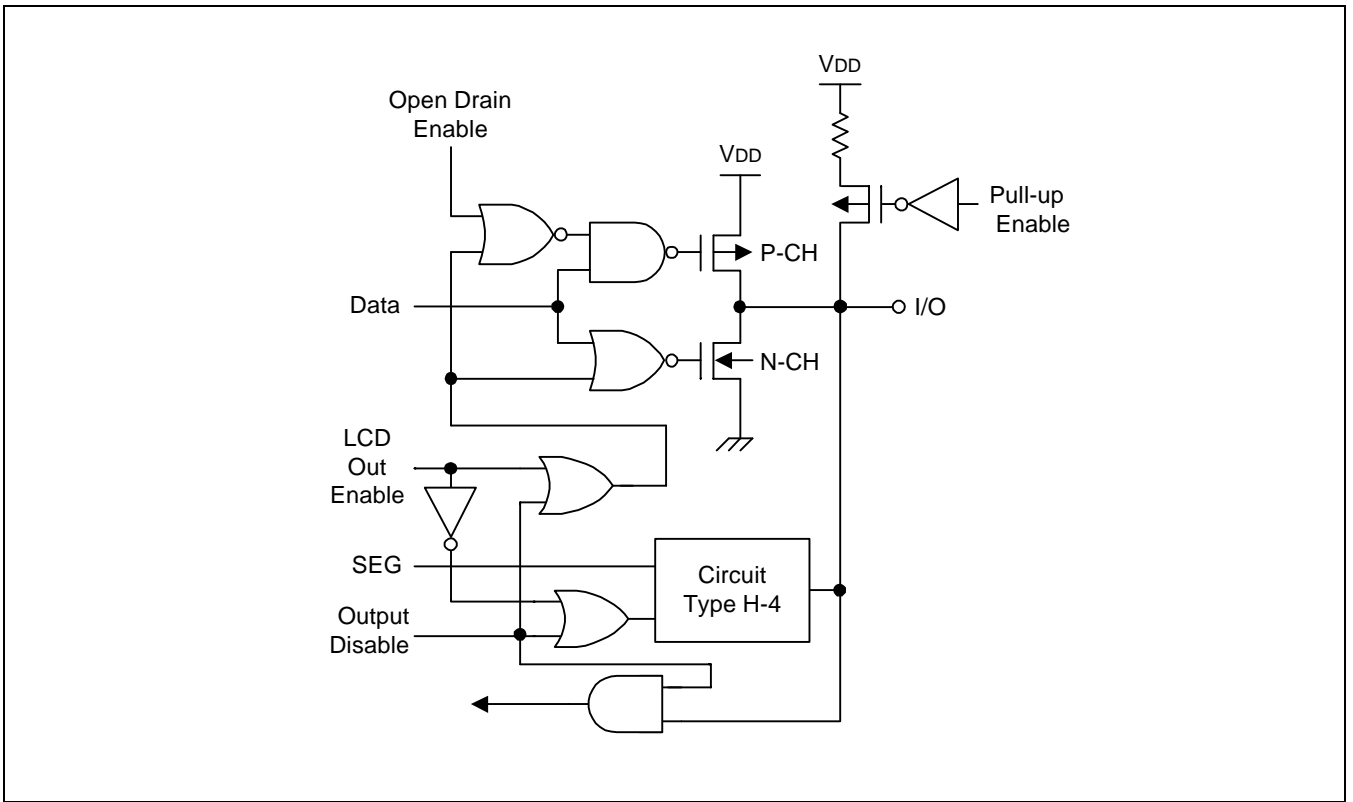 VDD
Open Drain
Enable
VDD
Pull-up
Enable
P-CH
Data
I/O
N-CH
LCD
Out
Enable
SEG
Circuit
Type H-4
Output
Disable